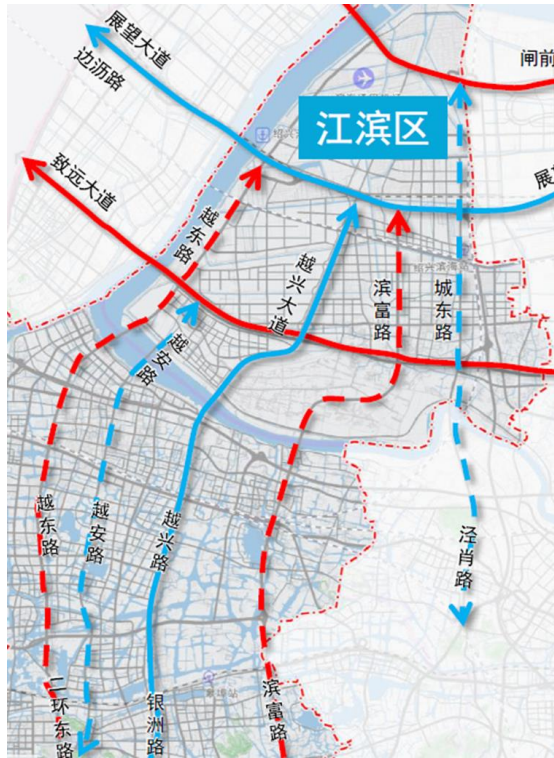 展望大道
边沥路
闸前
江滨区
展
致远大道
越东路
越兴大道
滨富路
城东路
越安路
越东路
越安路
越兴路
泾肖路
二环东路
银洲路
滨富路